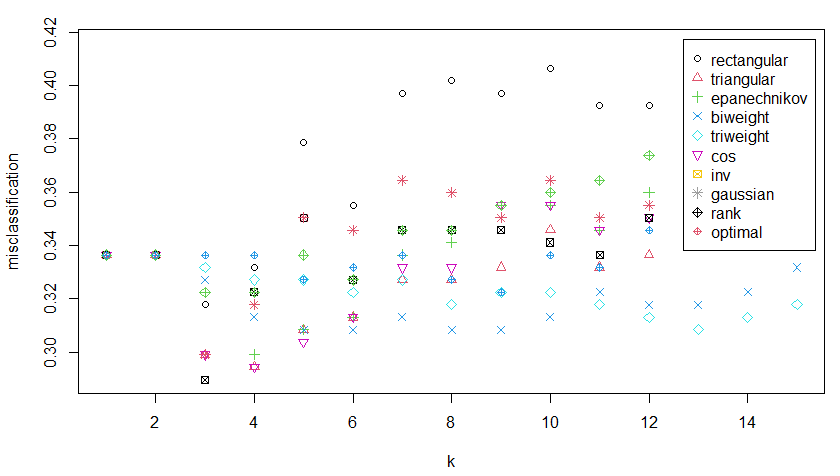 0.42
0.40
0.38
0.36
0.34
0.32
0.30
misclassification
rectangular
triangular
epanechnikov
biweight
triweight
cos
inv
gaussian
rank
optimal
2 4 6 8 10 12 14
k